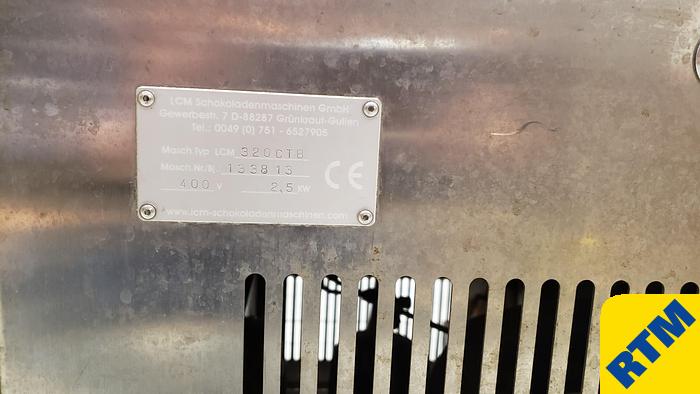 LCM Schokoladenmaschinen GmbH
Gewerbestr. 7 D-88287 Grünkraut-Gullen
Tel.: 0049 (0) 751 - 6527905
Masch.Typ LCM 320CTB
Masch.Nr/Bj. 133813
400 V 2,5 KW
CE
www.lcm-schokoladenmaschinen.com
RTM